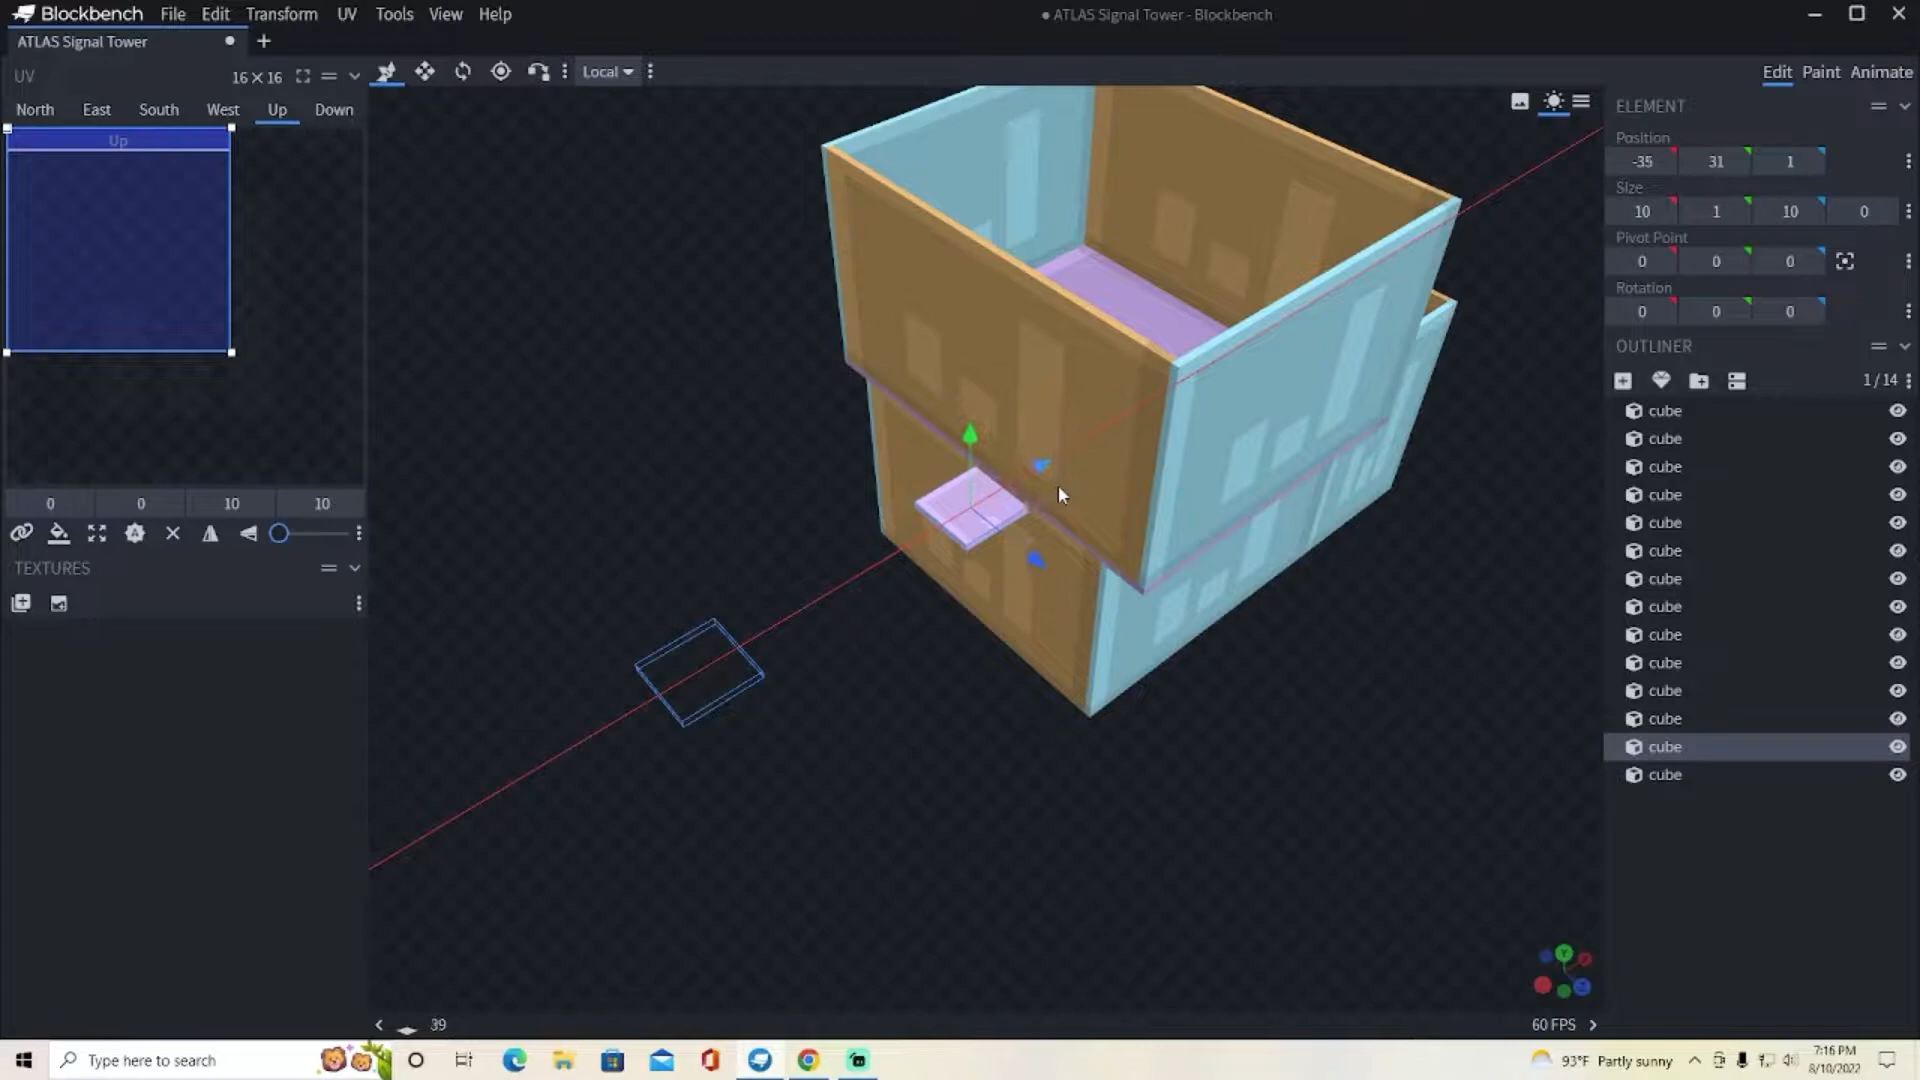 Blockbench File Edit Transform UV Tools View Help
● ATLAS Signal Tower - Blockbench
ATLAS Signal Tower
UV 16 × 16
Local
Edit Paint Animate
North East South West Up Down
Up
0 0 10 10
TEXTURES
ELEMENT
Position
-35 31 1
Size
10 1 10 0
Pivot Point
0 0 0
Rotation
0 0 0
OUTLINER
1 / 14
cube
cube
cube
cube
cube
cube
cube
cube
cube
cube
cube
cube
cube
cube
Y
Z
39
60 FPS
Type here to search
93°F Partly sunny
7:16 PM
8/10/2022